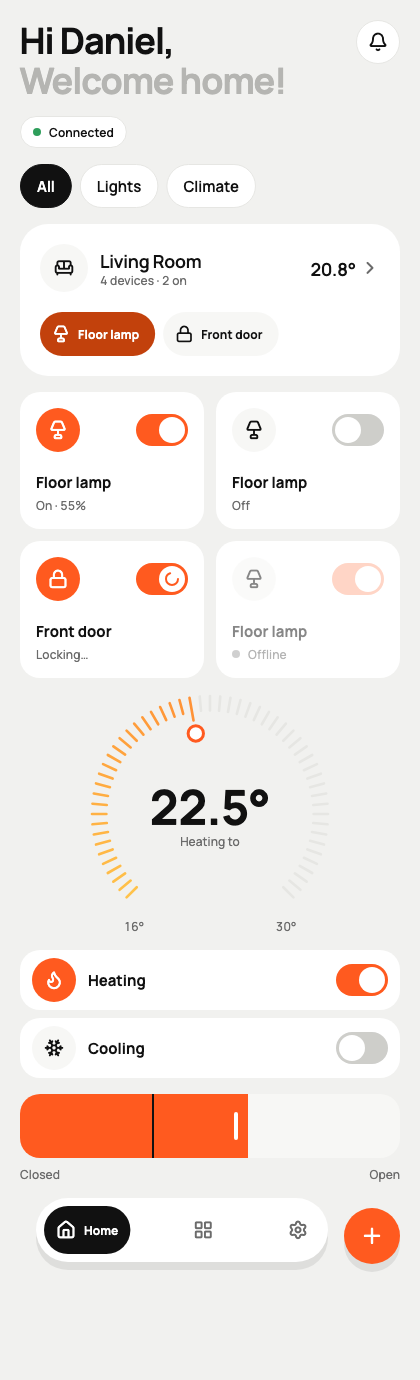 Hi Daniel,
Welcome home!
Connected
All Lights Climate
Living Room
4 devices · 2 on
20.8°
Floor lamp Front door
Floor lamp
On · 55%
Floor lamp
Off
Front door
Locking…
Floor lamp
Offline
22.5°
Heating to
16° 30°
Heating
Cooling
Closed Open
Home